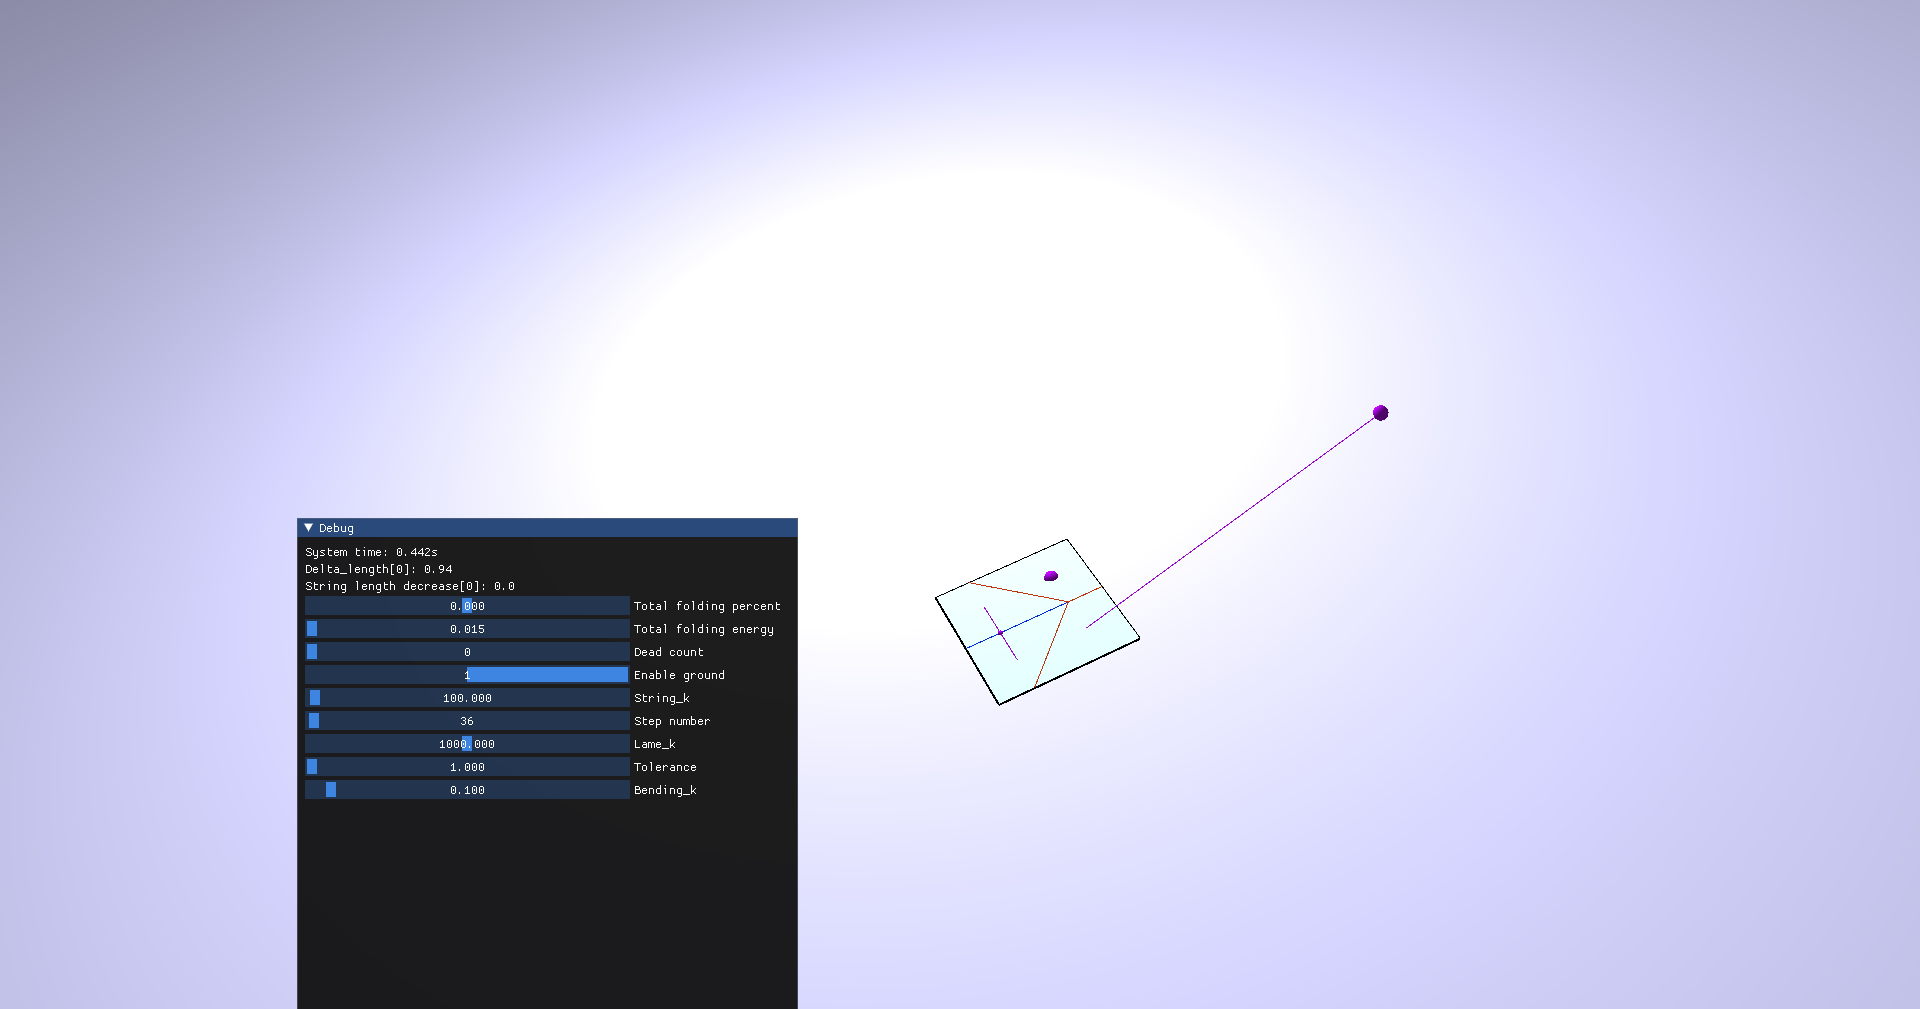 Debug
System time: 0.442s
Delta_length[0]: 0.94
String length decrease[0]: 0.0
0.000 Total folding percent
0.015 Total folding energy
0 Dead count
1 Enable ground
100.000 String_k
36 Step number
1000.000 Lame_k
1.000 Tolerance
0.100 Bending_k